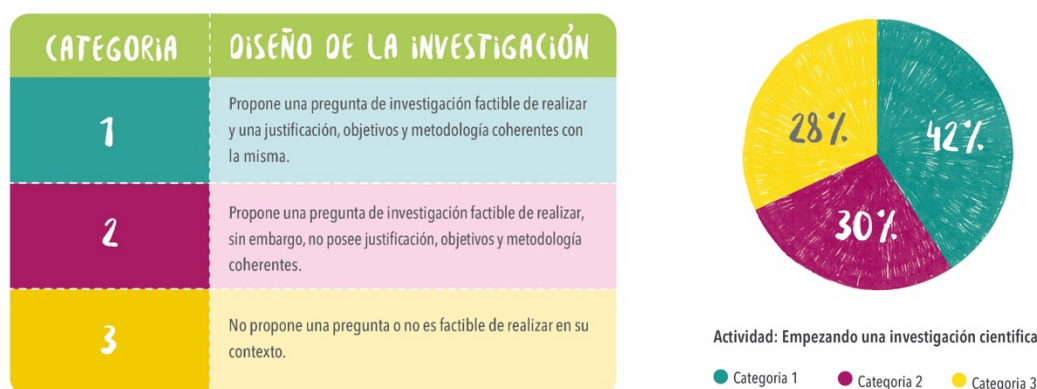 CATEGORiA
DiSEÑO DE LA iNVESTiGACiÓN
1
Propone una pregunta de investigación factible de realizar
y una justificación, objetivos y metodología coherentes con
la misma.
2
Propone una pregunta de investigación factible de realizar,
sin embargo, no posee justificación, objetivos y metodología
coherentes.
3
No propone una pregunta o no es factible de realizar en su
contexto.
28%
42%
30%
Actividad: Empezando una investigación cientifica
Categoria 1
Categoria 2
Categoria 3